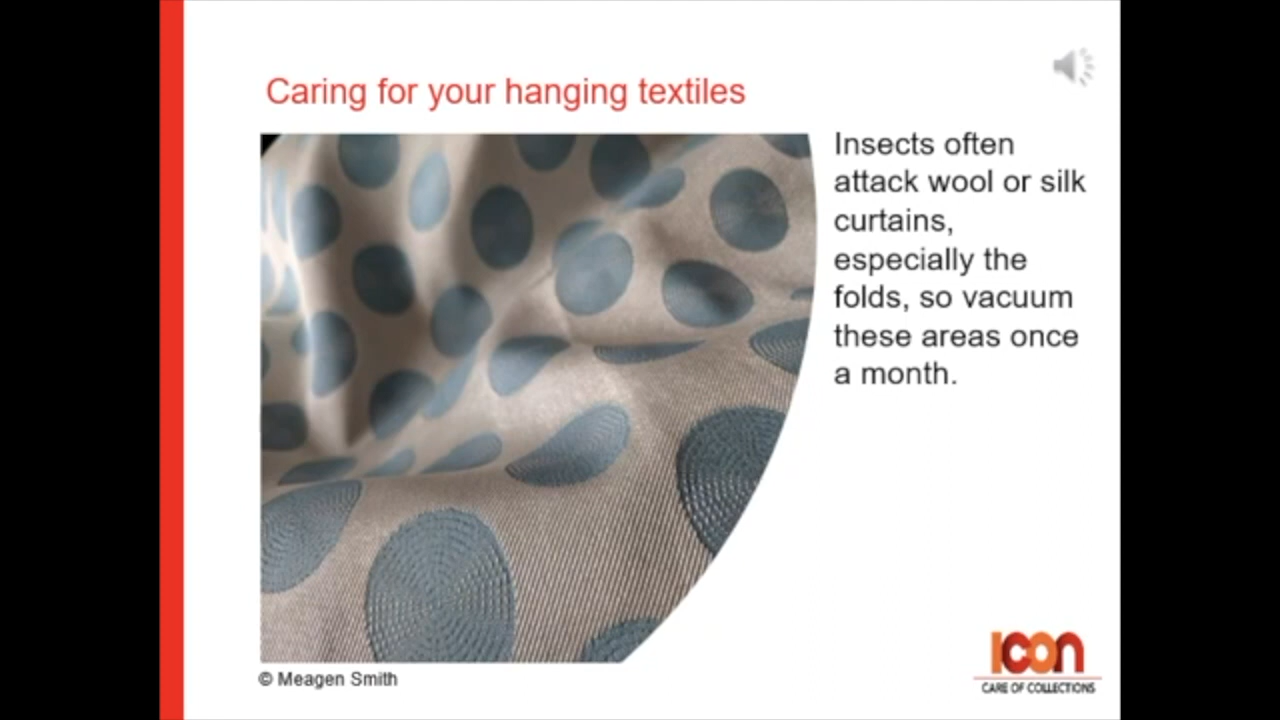 Caring for your hanging textiles
Insects often
attack wool or silk
curtains,
especially the
folds, so vacuum
these areas once
a month.
© Meagen Smith
Icon
CARE OF COLLECTIONS